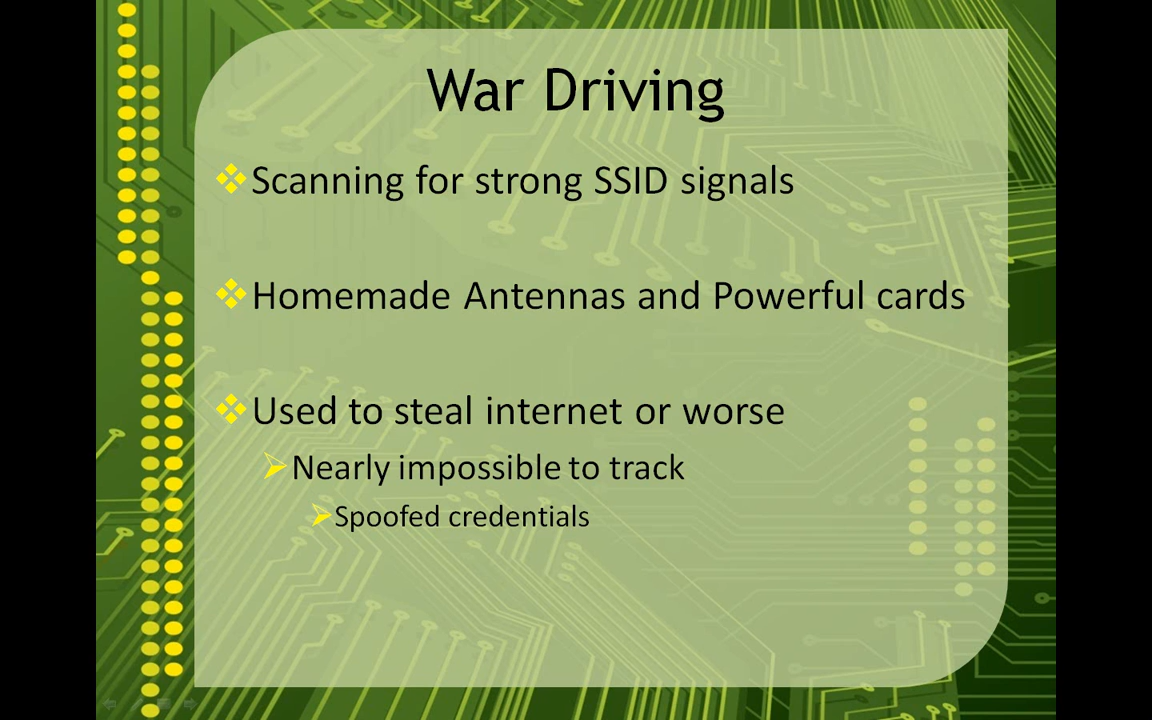 War Driving
Scanning for strong SSID signals
Homemade Antennas and Powerful cards
Used to steal internet or worse
Nearly impossible to track
Spoofed credentials